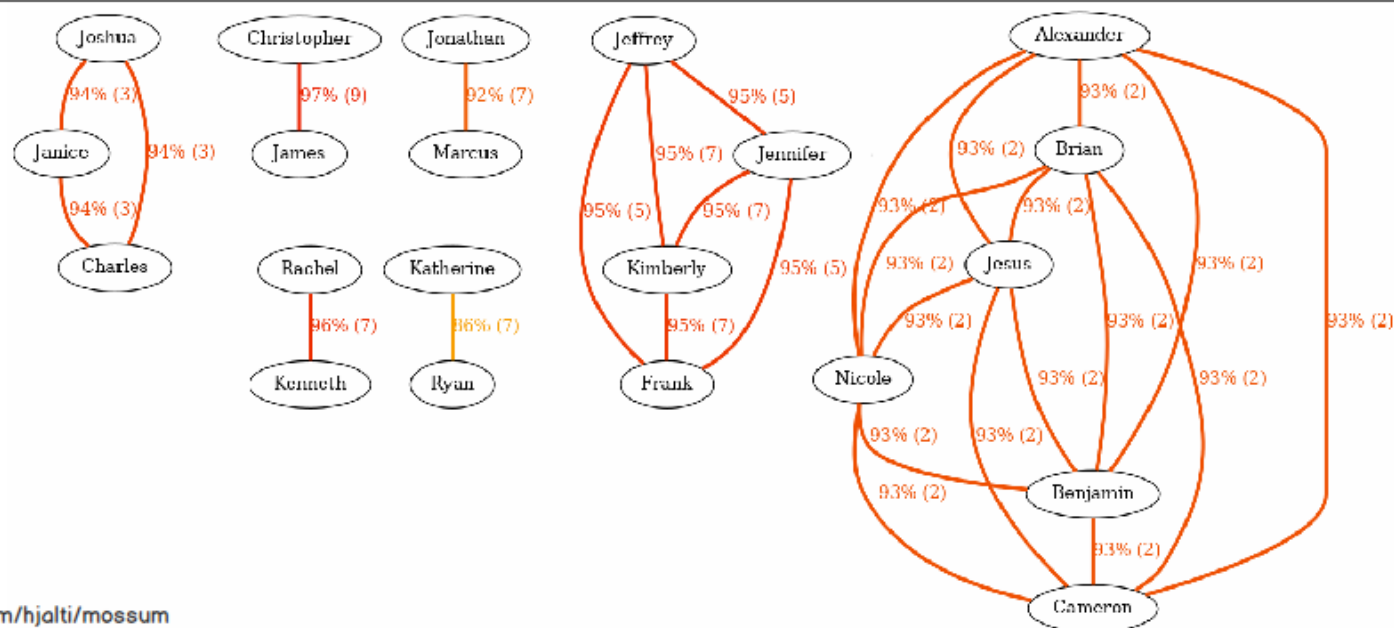 Joshua
Christopher
Jonathan
Jeffrey
Alexander
94% (3)
97% (9)
92% (7)
95% (5)
93% (2)
Janice
94% (3)
James
Marcus
95% (7)
Jennifer
93% (2)
Brian
94% (3)
95% (5)
95% (7)
93% (2)
93% (2)
Charles
Rachel
Katherine
Kimberly
95% (5)
93% (2)
Jesus
93% (2)
96% (7)
86% (7)
95% (7)
93% (2)
93% (2)
93% (2)
Kenneth
Ryan
Frank
Nicole
93% (2)
93% (2)
93% (2)
93% (2)
93% (2)
Benjamin
93% (2)
Cameron
m/hjalti/mossum